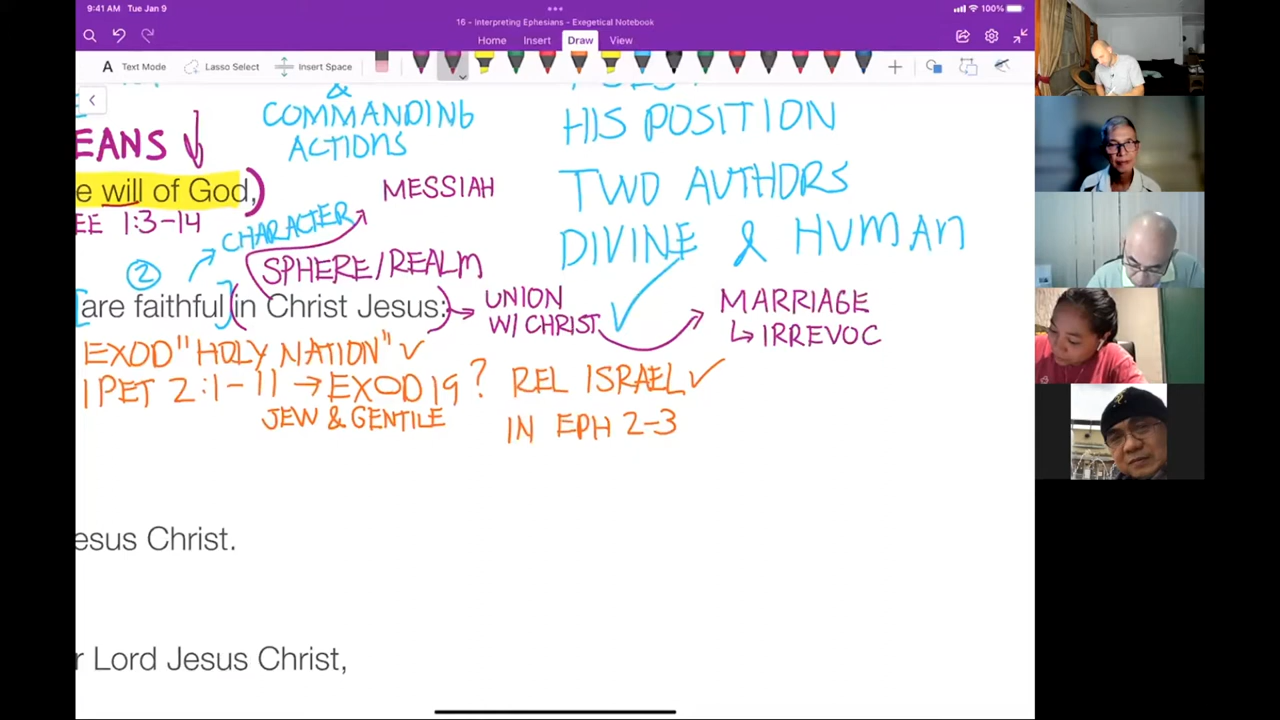 9:41 AM Tue Jan 9
100%
16 - Interpreting Ephesians - Exegetical Notebook
Home Insert Draw View
Text Mode Lasso Select Insert Space
&
COMMANDING
ACTIONS
HIS POSITION
EANS
TWO AUTHORS
MESSIAH
e will of God,)
EE 1:3-14
CHARACTER
DIVINE & HUMAN
2
SPHERE/REALM
[are faithful] (in Christ Jesus:)
UNION
W/ CHRIST
MARRIAGE
IRREVOC
EXOD "HOLY NATION" ✓
1 PET 2:1-11 → EXOD 19 ?
JEW & GENTILE
REL ISRAEL ✓
IN EPH 2-3
esus Christ.
r Lord Jesus Christ,